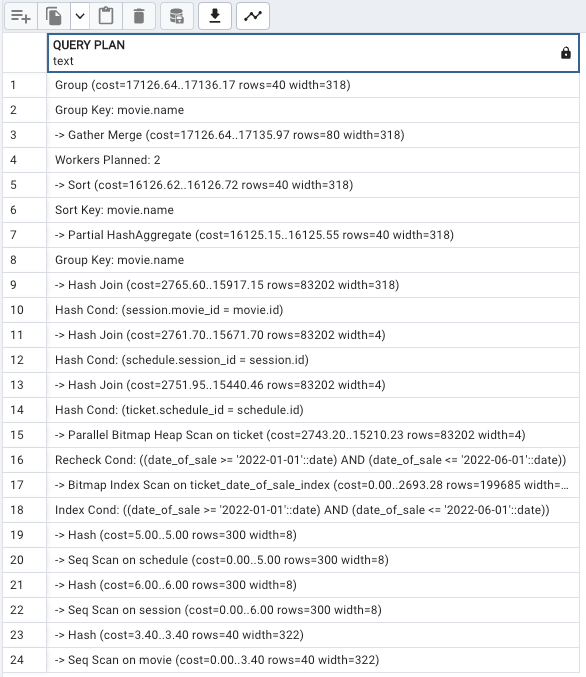 QUERY PLAN
text
1 Group (cost=17126.64..17136.17 rows=40 width=318)
2 Group Key: movie.name
3 -> Gather Merge (cost=17126.64..17135.97 rows=80 width=318)
4 Workers Planned: 2
5 -> Sort (cost=16126.62..16126.72 rows=40 width=318)
6 Sort Key: movie.name
7 -> Partial HashAggregate (cost=16125.15..16125.55 rows=40 width=318)
8 Group Key: movie.name
9 -> Hash Join (cost=2765.60..15917.15 rows=83202 width=318)
10 Hash Cond: (session.movie_id = movie.id)
11 -> Hash Join (cost=2761.70..15671.70 rows=83202 width=4)
12 Hash Cond: (schedule.session_id = session.id)
13 -> Hash Join (cost=2751.95..15440.46 rows=83202 width=4)
14 Hash Cond: (ticket.schedule_id = schedule.id)
15 -> Parallel Bitmap Heap Scan on ticket (cost=2743.20..15210.23 rows=83202 width=4)
16 Recheck Cond: ((date_of_sale >= '2022-01-01'::date) AND (date_of_sale <= '2022-06-01'::date))
17 -> Bitmap Index Scan on ticket_date_of_sale_index (cost=0.00..2693.28 rows=199685 width=...
18 Index Cond: ((date_of_sale >= '2022-01-01'::date) AND (date_of_sale <= '2022-06-01'::date))
19 -> Hash (cost=5.00..5.00 rows=300 width=8)
20 -> Seq Scan on schedule (cost=0.00..5.00 rows=300 width=8)
21 -> Hash (cost=6.00..6.00 rows=300 width=8)
22 -> Seq Scan on session (cost=0.00..6.00 rows=300 width=8)
23 -> Hash (cost=3.40..3.40 rows=40 width=322)
24 -> Seq Scan on movie (cost=0.00..3.40 rows=40 width=322)